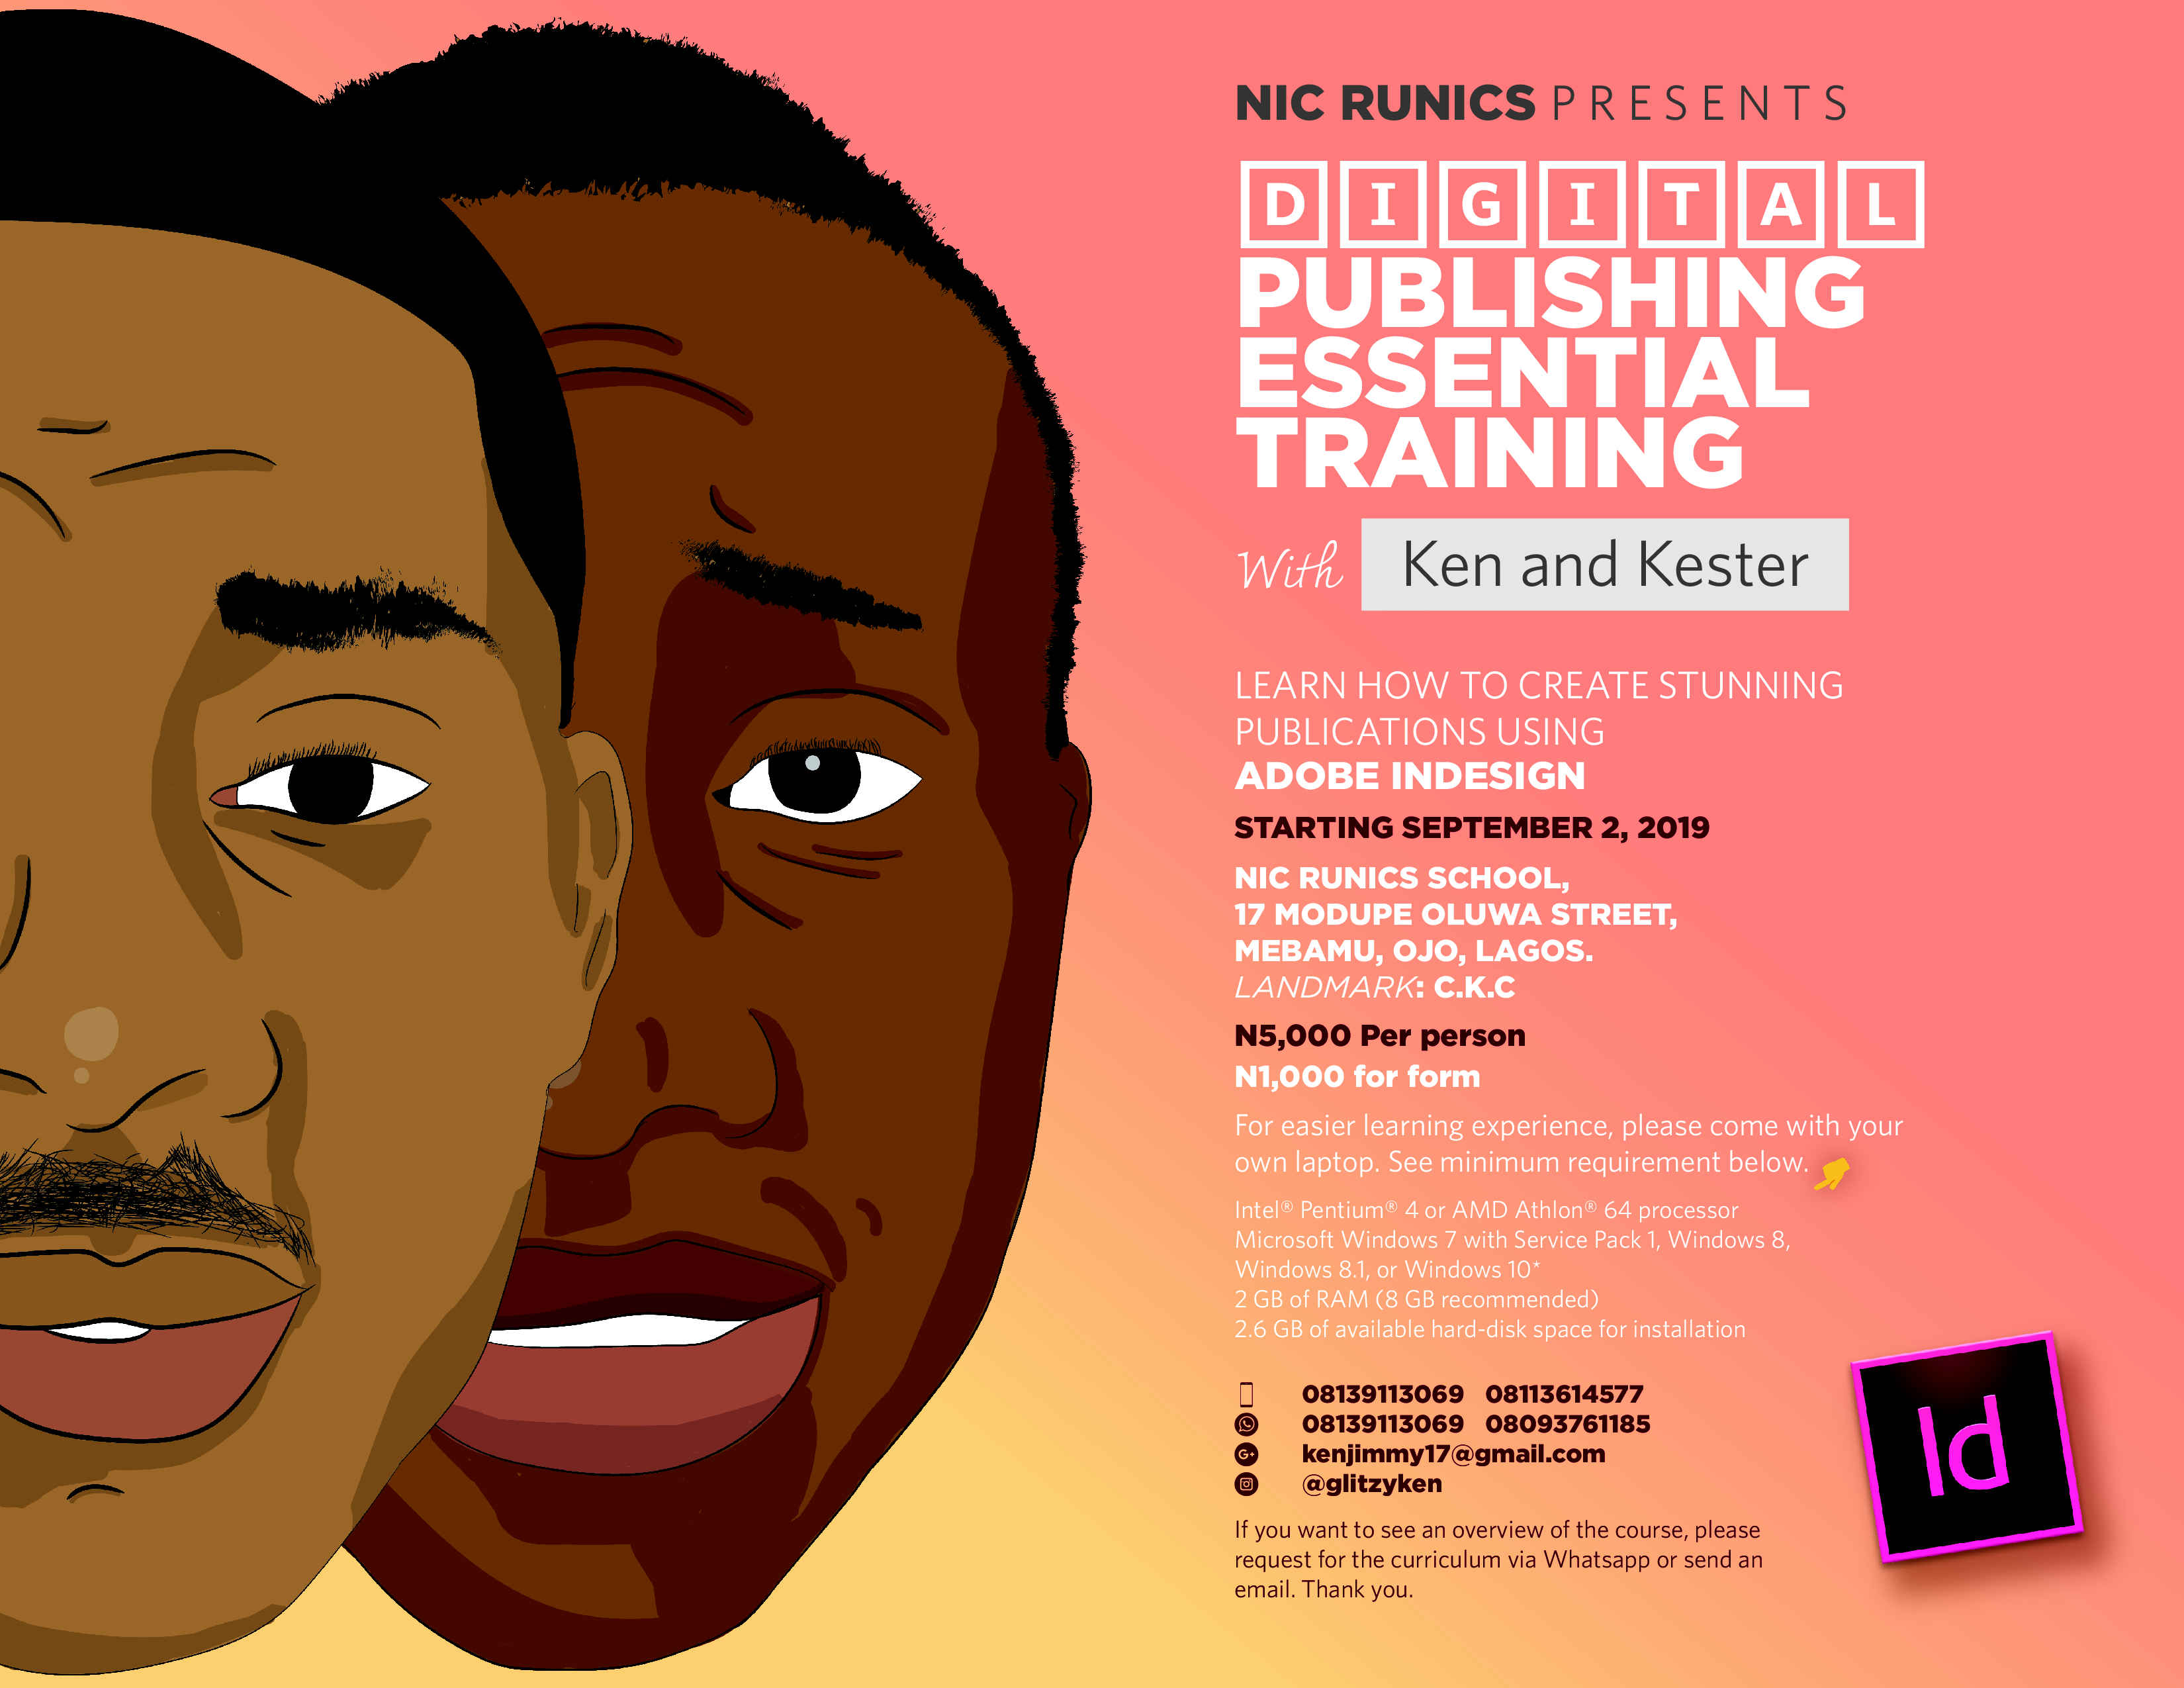 NIC RUNICS PRESENTS
DIGITAL
PUBLISHING
ESSENTIAL
TRAINING
With Ken and Kester
LEARN HOW TO CREATE STUNNING
PUBLICATIONS USING
ADOBE INDESIGN
STARTING SEPTEMBER 2, 2019
NIC RUNICS SCHOOL,
17 MODUPE OLUWA STREET,
MEBAMU, OJO, LAGOS.
LANDMARK: C.K.C
N5,000 Per person
N1,000 for form
For easier learning experience, please come with your
own laptop. See minimum requirement below.
Intel® Pentium® 4 or AMD Athlon® 64 processor
Microsoft Windows 7 with Service Pack 1, Windows 8,
Windows 8.1, or Windows 10*
2 GB of RAM (8 GB recommended)
2.6 GB of available hard-disk space for installation
08139113069 08113614577
08139113069 08093761185
G+ kenjimmy17@gmail.com
@glitzyken
Id
If you want to see an overview of the course, please
request for the curriculum via Whatsapp or send an
email. Thank you.